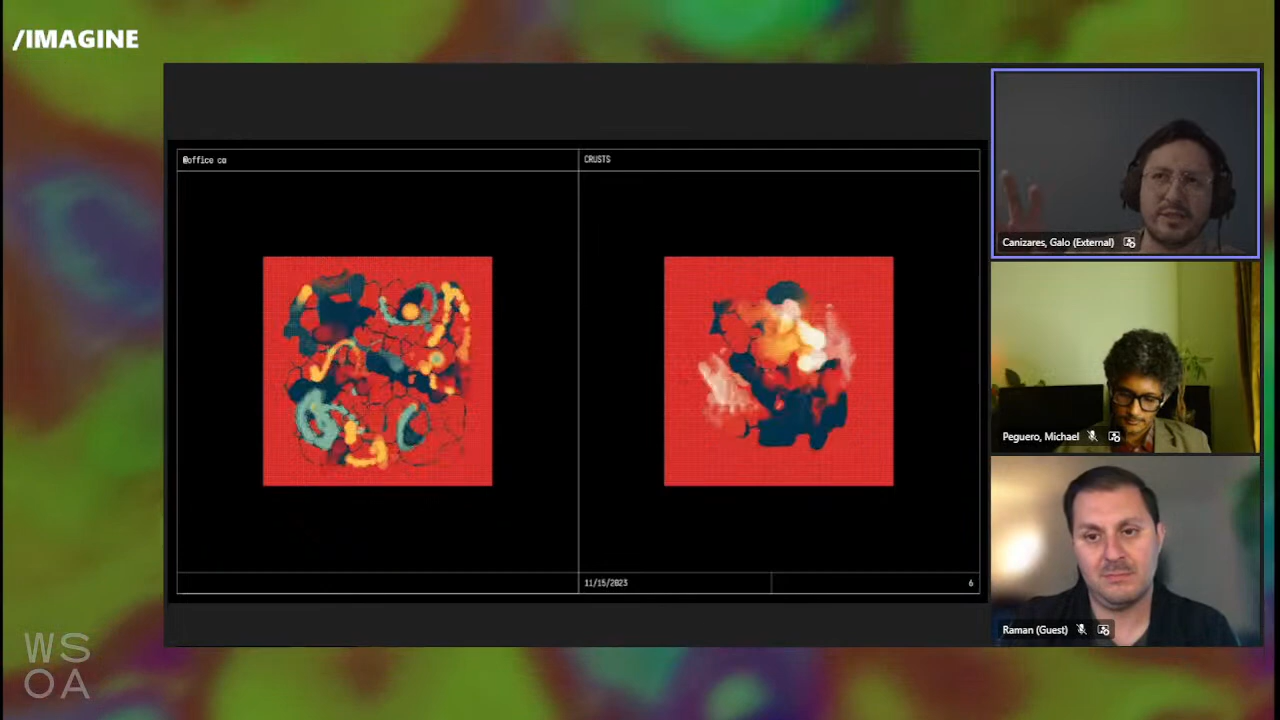 /IMAGINE
@office ca
CRUSTS
Canizares, Galo (External)
Peguero, Michael
Raman (Guest)
11/15/2023
6
WS
OA